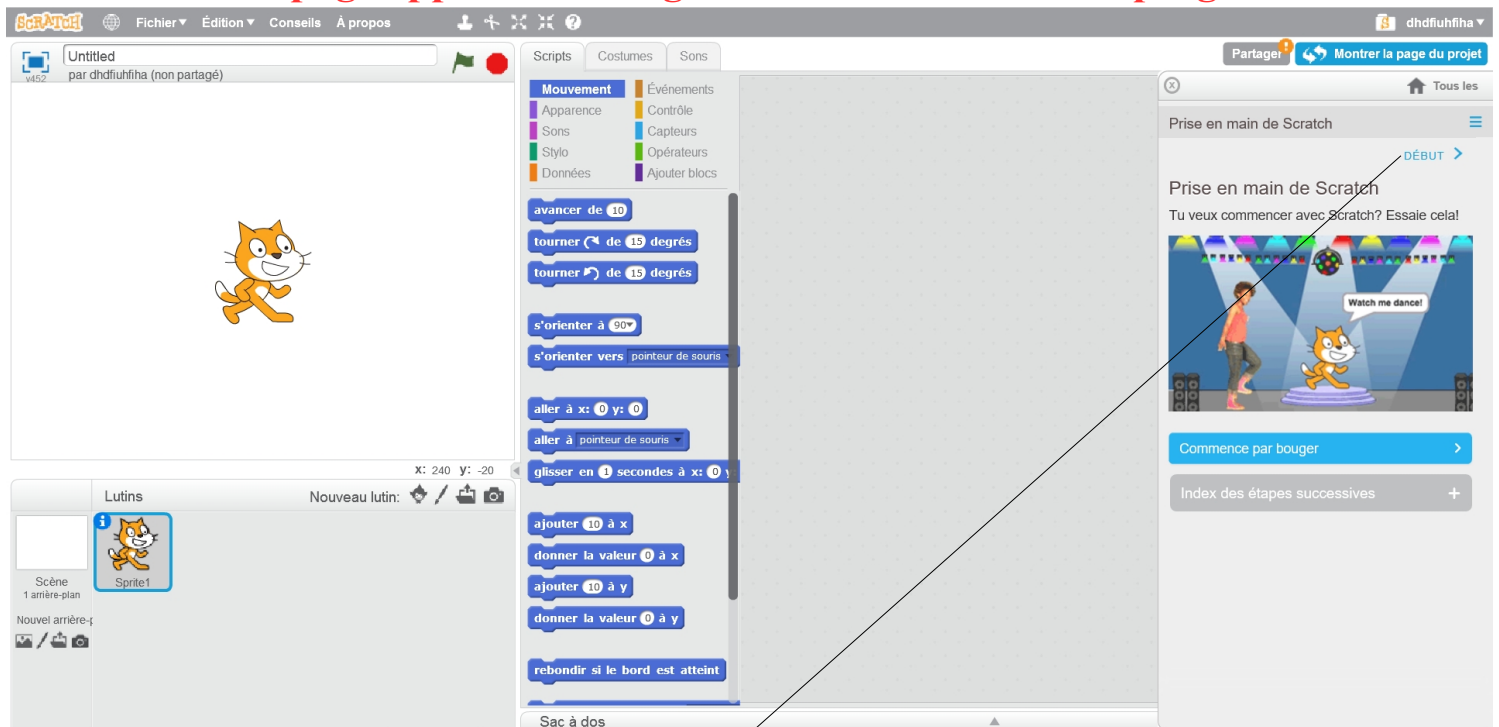 SCRATCH Fichier Édition Conseils À propos dhdfiuhfiha
Untitled
v452 par dhdfiuhfiha (non partagé)
Scripts Costumes Sons
Partager ! Montrer la page du projet
Mouvement Événements
Apparence Contrôle
Sons Capteurs
Stylo Opérateurs
Données Ajouter blocs
avancer de 10
tourner de 15 degrés
tourner de 15 degrés
s'orienter à 90
s'orienter vers pointeur de souris
aller à x: 0 y: 0
aller à pointeur de souris
glisser en 1 secondes à x: 0 y
ajouter 10 à x
donner la valeur 0 à x
ajouter 10 à y
donner la valeur 0 à y
rebondir si le bord est atteint
X: 240 y: -20
Lutins Nouveau lutin:
Scène
1 arrière-plan
Sprite1
Nouvel arrière-p
Sac à dos
Tous les
Prise en main de Scratch
DÉBUT
Prise en main de Scratch
Tu veux commencer avec Scratch? Essaie cela!
Watch me dance!
Commence par bouger
Index des étapes successives +